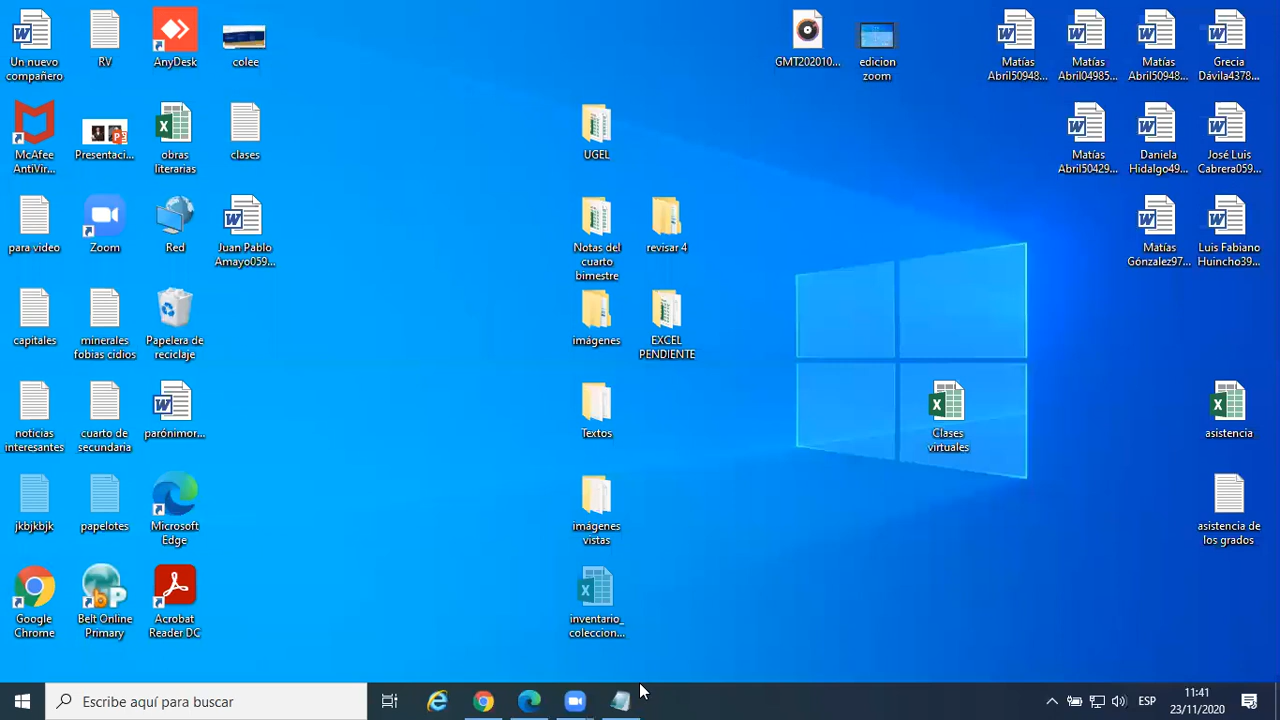 Un nuevo
compañero
RV
AnyDesk
colee
GMT202010...
edicion
zoom
Matías
Abril50948...
Matías
Abril04985...
Matías
Abril50948...
Grecia
Dávila4378...
McAfee
AntiVir...
Presentaci...
obras
literarias
clases
UGEL
Matías
Abril50429...
Daniela
Hidalgo49...
José Luis
Cabrera059...
para video
Zoom
Red
Juan Pablo
Amayo059...
Notas del
cuarto
bimestre
revisar 4
Matías
Gónzalez97...
Luis Fabiano
Huincho39...
capitales
minerales
fobias cidios
Papelera de
reciclaje
imágenes
EXCEL
PENDIENTE
noticias
interesantes
cuarto de
secundaria
parónimor...
Textos
Clases
virtuales
asistencia
jkbjkbjk
papelotes
Microsoft
Edge
imágenes
vistas
asistencia de
los grados
Google
Chrome
Belt Online
Primary
Acrobat
Reader DC
inventario_
coleccion...
Escribe aquí para buscar
ESP
11:41
23/11/2020